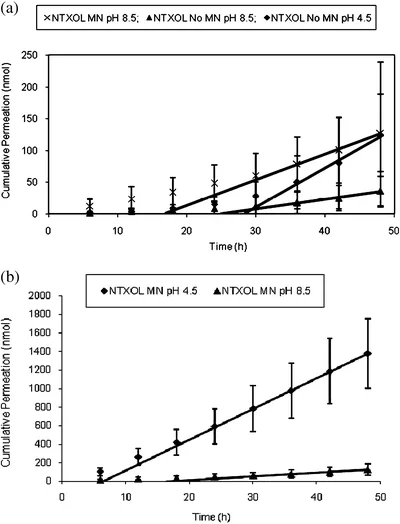 (a)
NTXOL MN pH 8.5; NTXOL No MN pH 8.5; NTXOL No MN pH 4.5
250
200
150
100
50
0
Cumulative Permeation (nmol)
0 10 20 30 40 50
Time (h)
(b)
NTXOL MN pH 4.5 NTXOL MN pH 8.5
2000
1800
1600
1400
1200
1000
800
600
400
200
0
Cumulative Permeation (nmol)
0 10 20 30 40 50
Time (h)